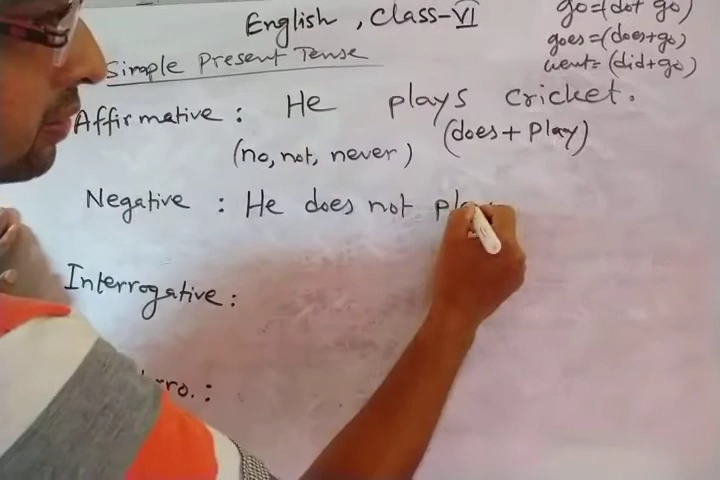 English, Class-VI
go=(do+ go)
goes=(does+go)
went=(did+go)
Simple Present Tense
Affirmative: He plays cricket.
(no, not, never) (does+ Play)
Negative : He does not
Interrogative: